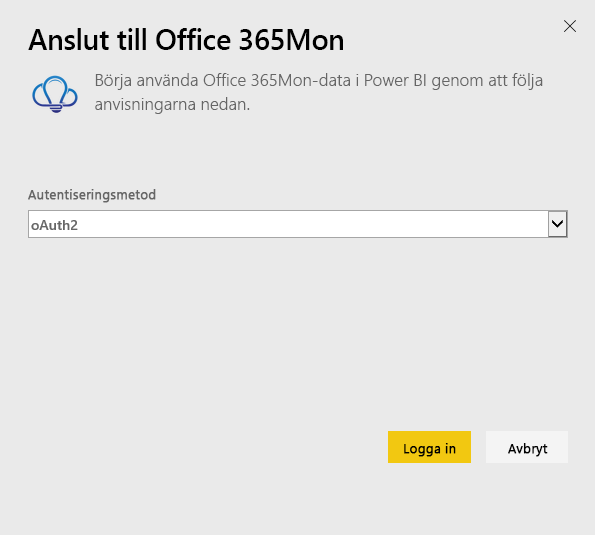 Anslut till Office 365Mon
Börja använda Office 365Mon-data i Power BI genom att följa
anvisningarna nedan.
Autentiseringsmetod
oAuth2
Logga in
Avbryt